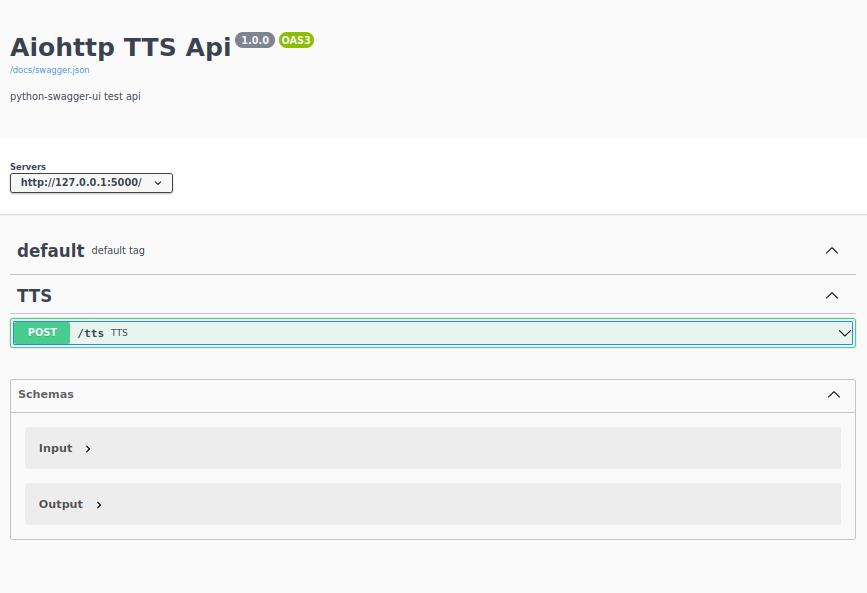 Aiohttp TTS Api 1.0.0 OAS3
/docs/swagger.json
python-swagger-ui test api
Servers
http://127.0.0.1:5000/
default default tag
TTS
POST /tts TTS
Schemas
Input
Output